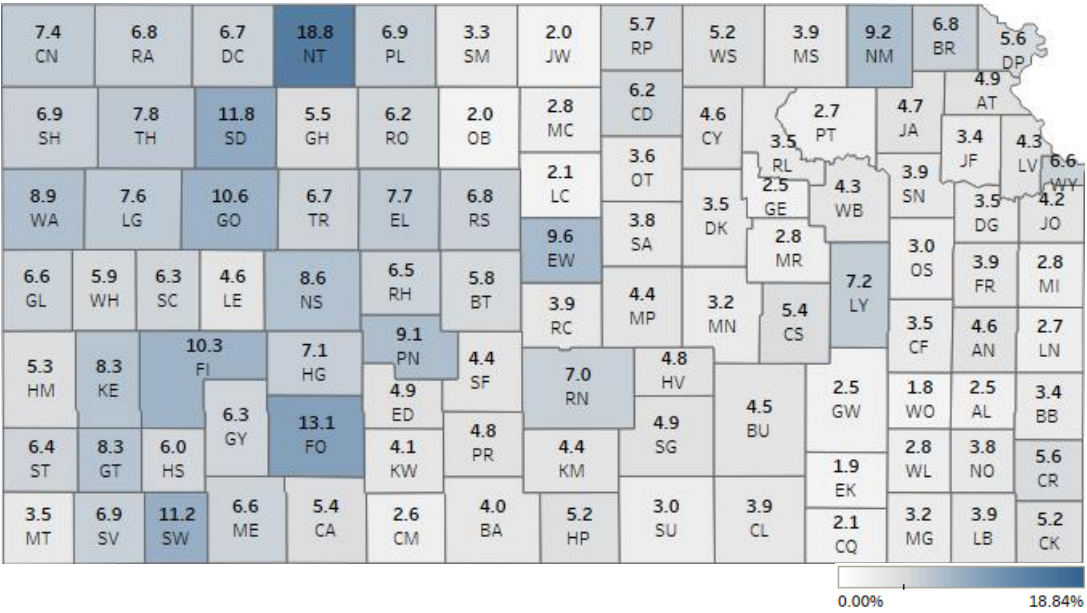 7.4 6.8 6.7 18.8 6.9 3.3 2.0 5.7 5.2 3.9 9.2 6.8 5.6
CN RA DC NT PL SM JW RP WS MS NM BR DP
6.9 7.8 11.8 5.5 6.2 2.0 2.8 6.2 4.6 3.5 2.7 4.7 4.9
SH TH SD GH RO OB MC CD CY RL PT JA AT
3.4 4.3 6.6
JF LV WY
8.9 7.6 10.6 6.7 7.7 6.8 2.1 3.6 3.5 2.5 4.3 3.9 3.5 4.2
WA LG GO TR EL RS LC OT DK GE WB SN DG JO
9.6 3.8 2.8
EW SA MR
6.6 5.9 6.3 4.6 8.6 6.5 5.8 3.9 4.4 3.2 5.4 7.2 3.0 3.9 2.8
GL WH SC LE NS RH BT RC MP MN CS LY OS FR MI
5.3 8.3 10.3 7.1 9.1 4.4 7.0 4.8 2.5 3.5 4.6 2.7
HM KE FI HG PN SF RN HV GW CF AN LN
6.3 13.1 4.9 4.9 4.5 1.8 2.5 3.4
GY FO ED SG BU WO AL BB
6.4 8.3 6.0 4.1 4.8 4.4 1.9 2.8 3.8 5.6
ST GT HS KW PR KM EK WL NO CR
3.5 6.9 11.2 6.6 5.4 2.6 4.0 5.2 3.0 3.9 2.1 3.2 3.9 5.2
MT SV SW ME CA CM BA HP SU CL CQ MG LB CK
0.00% 18.84%